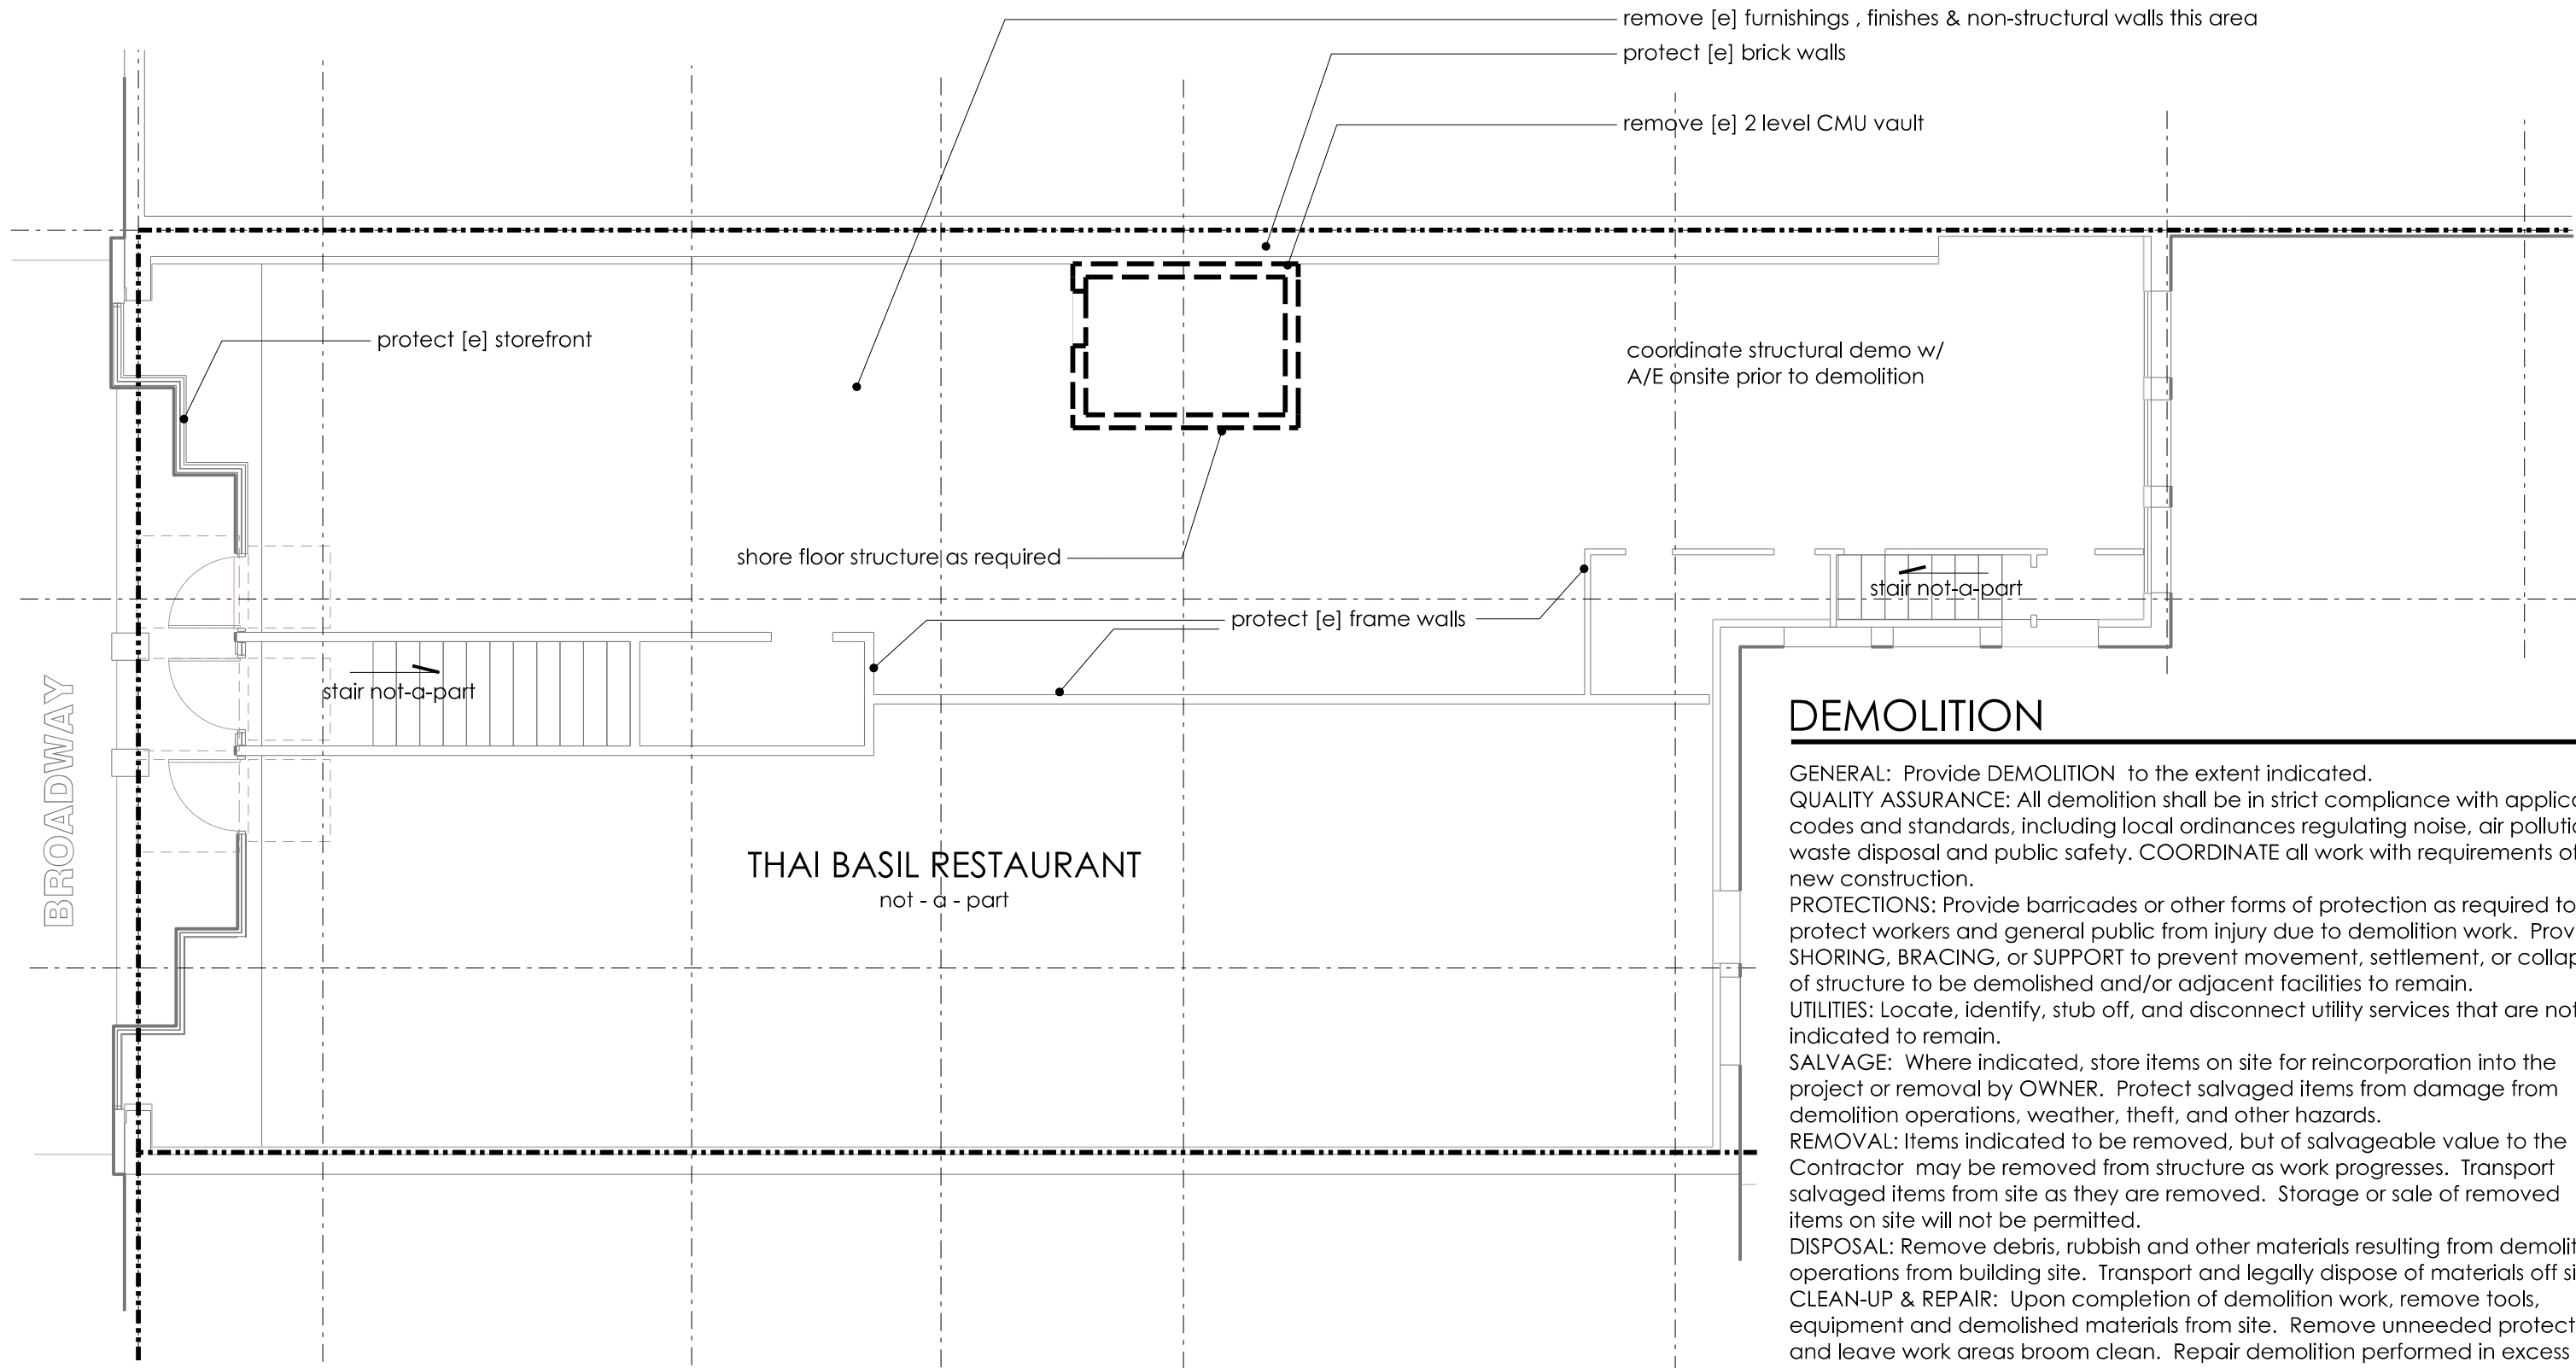 remove [e] furnishings , finishes & non-structural walls this area
protect [e] brick walls
remove [e] 2 level CMU vault
protect [e] storefront
coordinate structural demo w/
A/E onsite prior to demolition
shore floor structure as required
stair not-a-part
protect [e] frame walls
stair not-a-part
BROADWAY
THAI BASIL RESTAURANT
not - a - part
DEMOLITION
GENERAL: Provide DEMOLITION to the extent indicated.
QUALITY ASSURANCE: All demolition shall be in strict compliance with
codes and standards, including local ordinances regulating noise, air
waste disposal and public safety. COORDINATE all work with requirements of
new construction.
PROTECTIONS: Provide barricades or other forms of protection as required to
protect workers and general public from injury due to demolition work.
SHORING, BRACING, or SUPPORT to prevent movement, settlement, or
of structure to be demolished and/or adjacent facilities to remain.
UTILITIES: Locate, identify, stub off, and disconnect utility services that are not
indicated to remain.
SALVAGE: Where indicated, store items on site for reincorporation into the
project or removal by OWNER. Protect salvaged items from damage from
demolition operations, weather, theft, and other hazards.
REMOVAL: Items indicated to be removed, but of salvageable value to the
Contractor may be removed from structure as work progresses. Transport
salvaged items from site as they are removed. Storage or sale of removed
items on site will not be permitted.
DISPOSAL: Remove debris, rubbish and other materials resulting from
operations from building site. Transport and legally dispose of materials off
CLEAN-UP & REPAIR: Upon completion of demolition work, remove tools,
equipment and demolished materials from site. Remove unneeded
and leave work areas broom clean. Repair demolition performed in excess